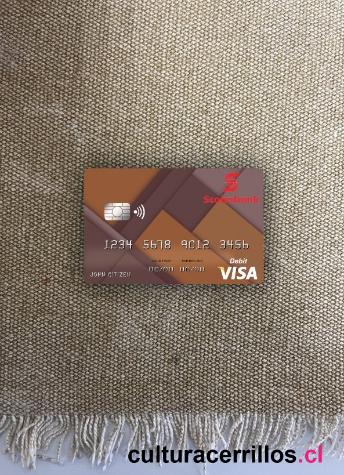 Scotiabank
1234 5678 9012 3456
JOHN CITIZEN
Debit
VISA
culturacerrillos.cl